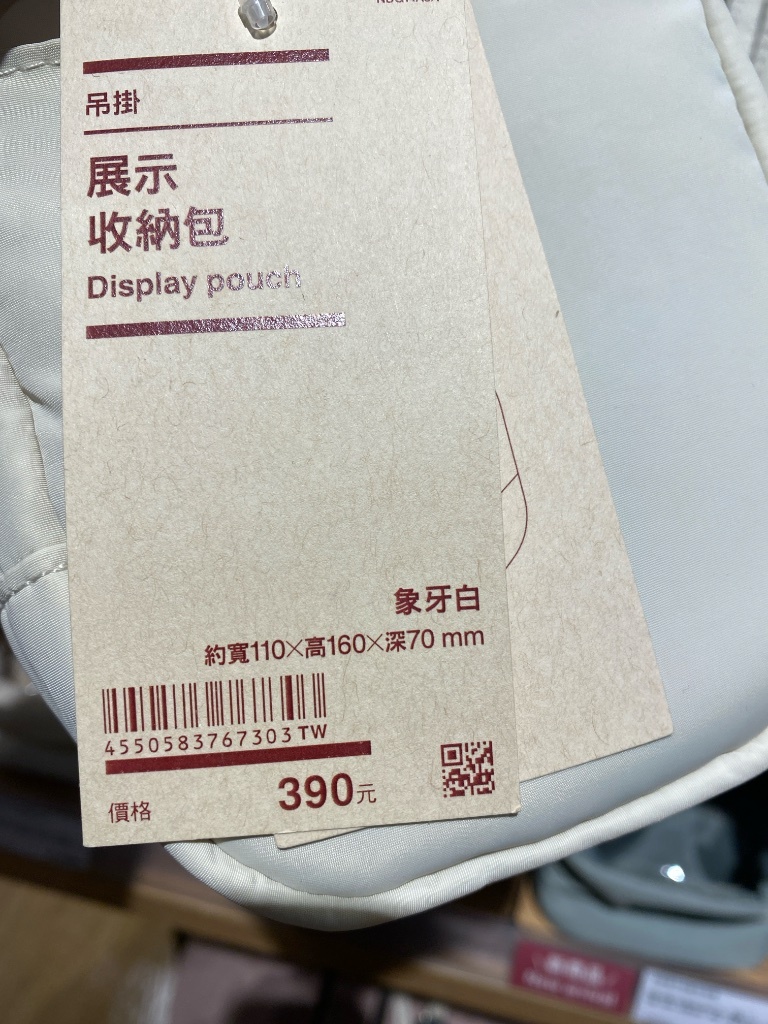 吊掛
展示
收納包
Display pouch
象牙白
約寬110×高160×深70 mm
4550583767303 TW
390元
價格